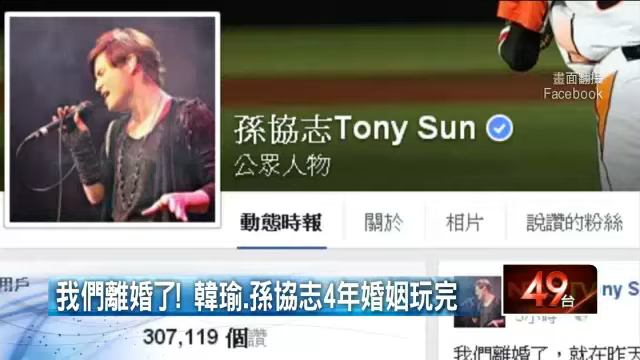 畫面翻攝
Facebook
孫協志Tony Sun
公眾人物
動態時報
關於
相片
說讚的粉絲
用戶
我們離婚了! 韓瑜.孫協志4年婚姻玩完
49台
ny Sun
307,119 個讚
我們離婚了，就在昨天